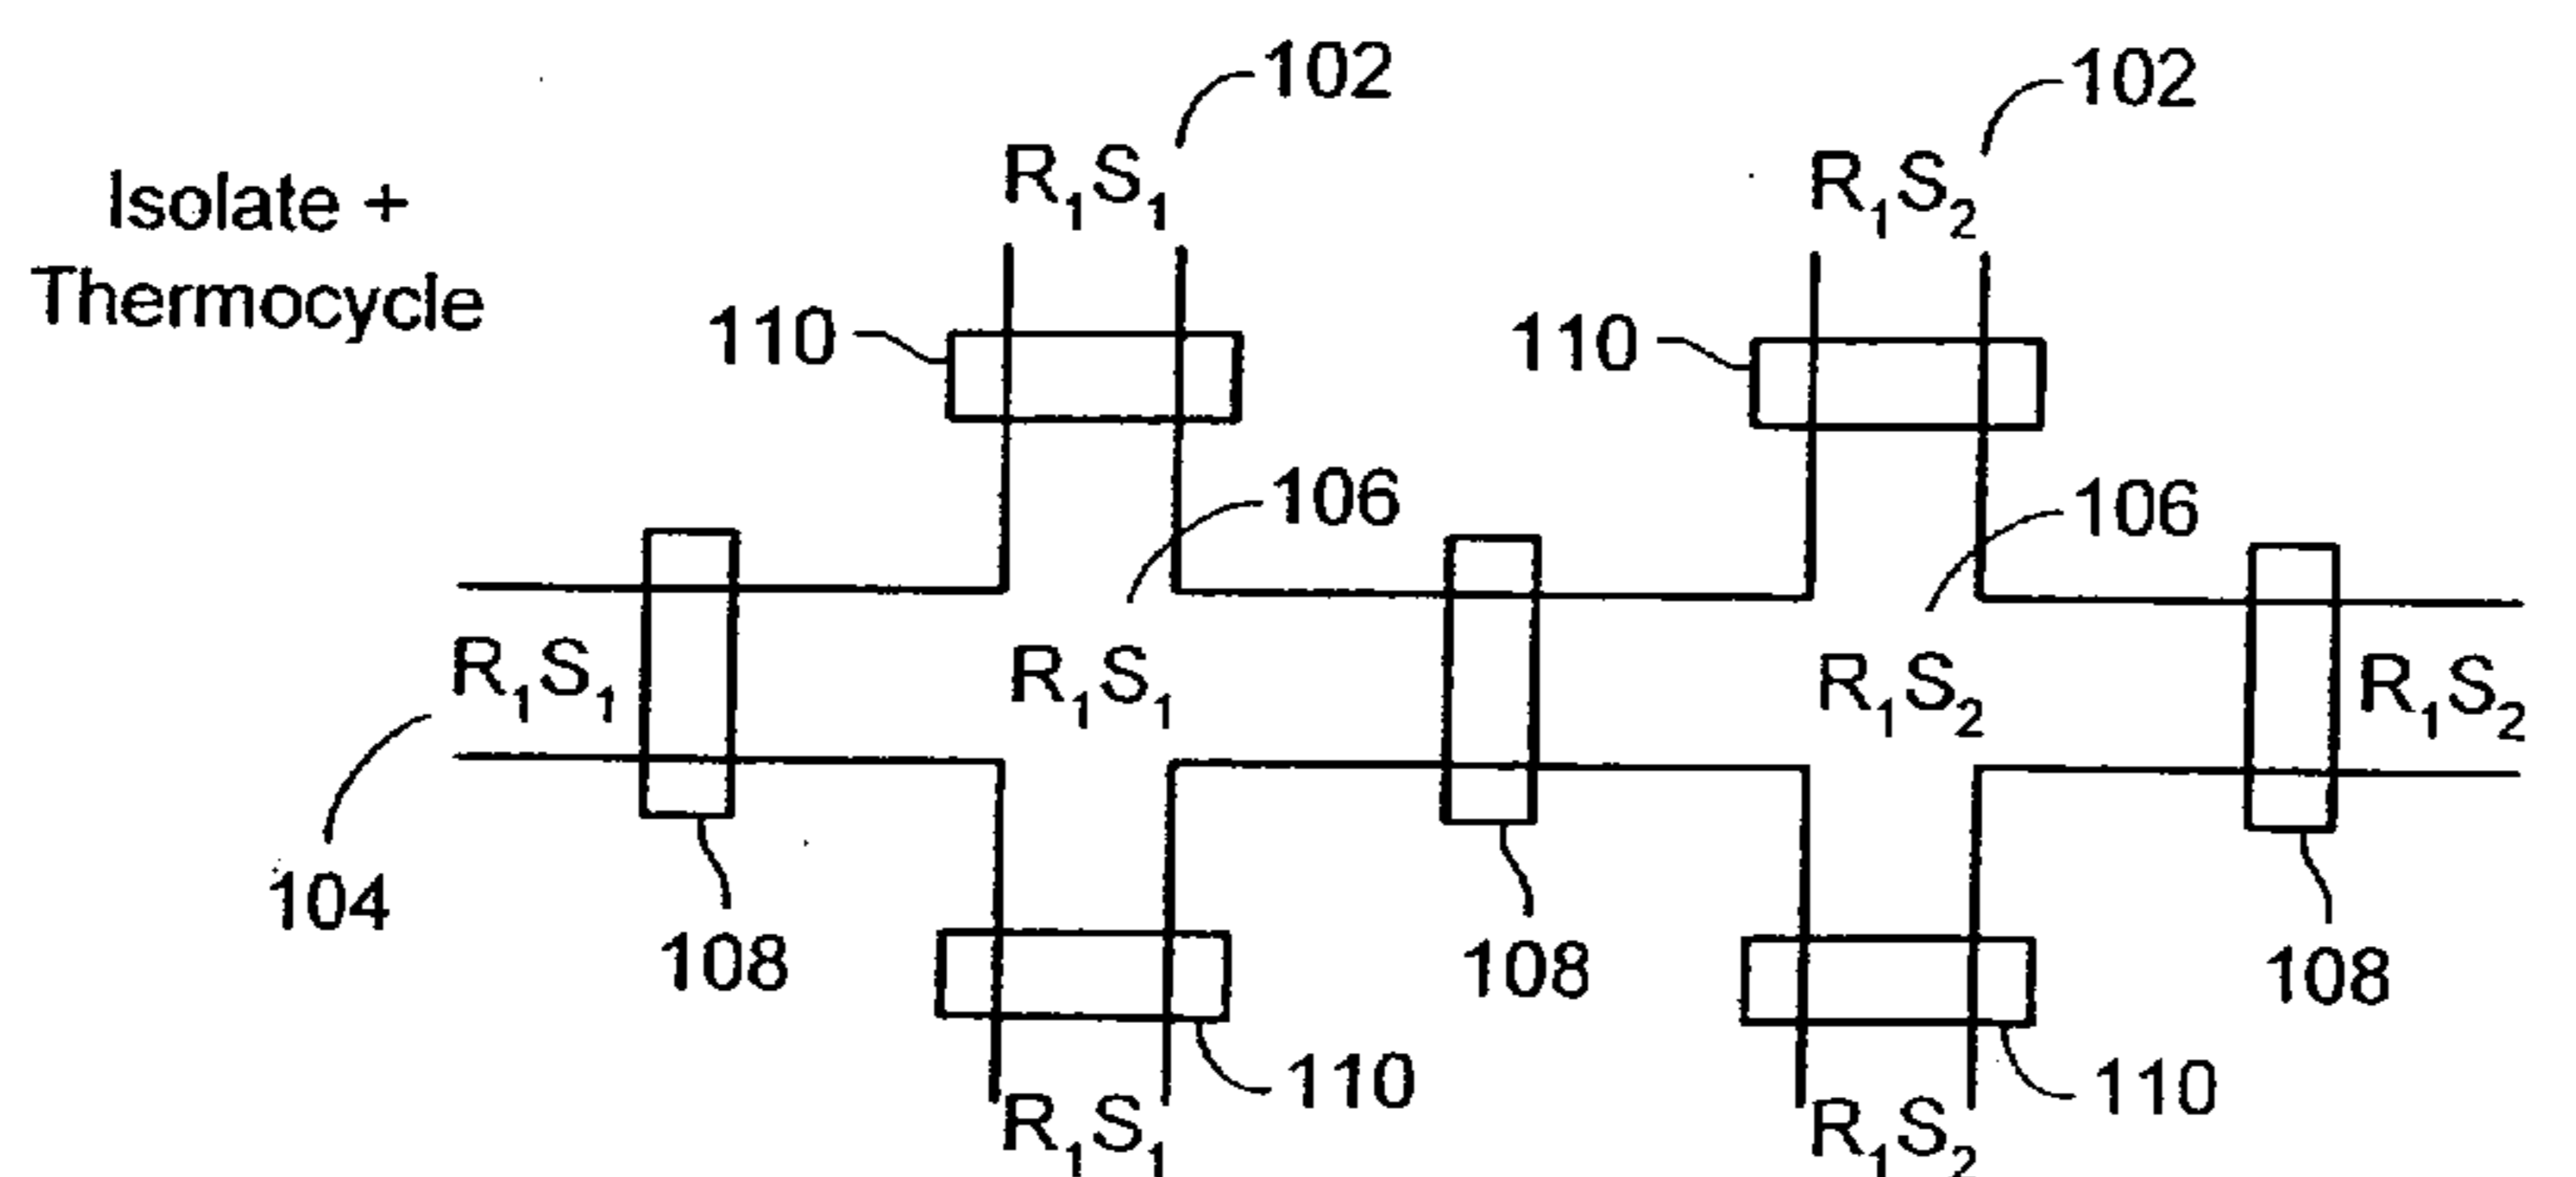 102
102
R₁S₁
R₁S₂
Isolate +
Thermocycle
110
110
106
106
R₁S₁
R₁S₁
R₁S₂
R₁S₂
104
108
108
108
110
110
R₁S₁
R₁S₂